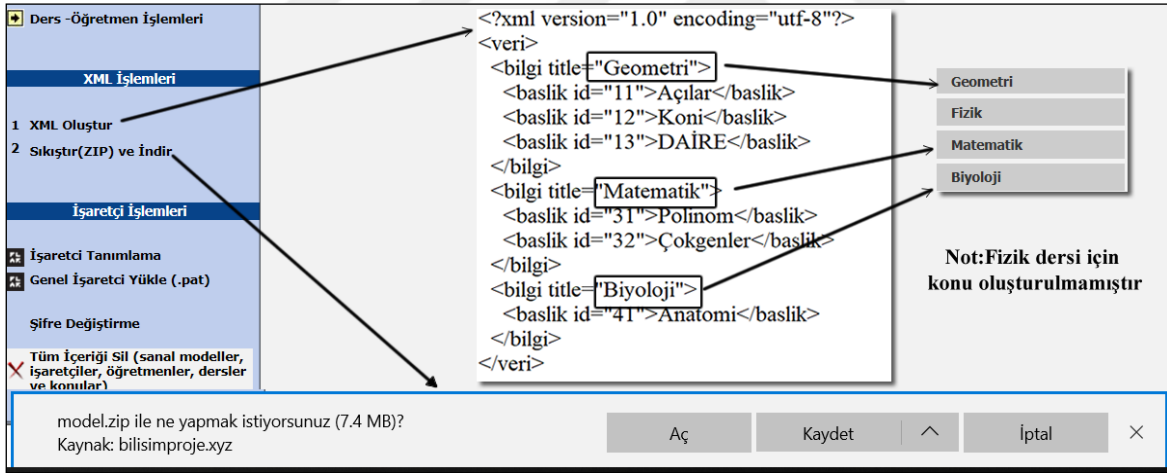 Ders -Öğretmen İşlemleri
XML İşlemleri
1 XML Oluştur
2 Sıkıştır(ZIP) ve İndir
İşaretçi İşlemleri
İşaretci Tanımlama
Genel İşaretci Yükle (.pat)
Şifre Değiştirme
Tüm İçeriği Sil (sanal modeller,
işaretçiler, öğretmenler, dersler
ve konular)
<?xml version="1.0" encoding="utf-8"?>
<veri>
<bilgi title="Geometri">
<baslik id="11">Açılar</baslik>
<baslik id="12">Koni</baslik>
<baslik id="13">DAİRE</baslik>
</bilgi>
<bilgi title="Matematik">
<baslik id="31">Polinom</baslik>
<baslik id="32">Çokgenler</baslik>
</bilgi>
<bilgi title="Biyoloji">
<baslik id="41">Anatomi</baslik>
</bilgi>
</veri>
Geometri
Fizik
Matematik
Biyoloji
Not:Fizik dersi için
konu oluşturulmamıştır
model.zip ile ne yapmak istiyorsunuz (7.4 MB)?
Kaynak: bilisimproje.xyz
Aç
Kaydet
İptal